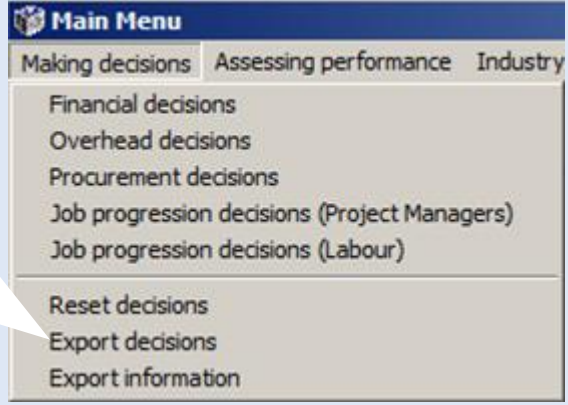 Main Menu
Making decisions Assessing performance Industry
Financial decisions
Overhead decisions
Procurement decisions
Job progression decisions (Project Managers)
Job progression decisions (Labour)
Reset decisions
Export decisions
Export information